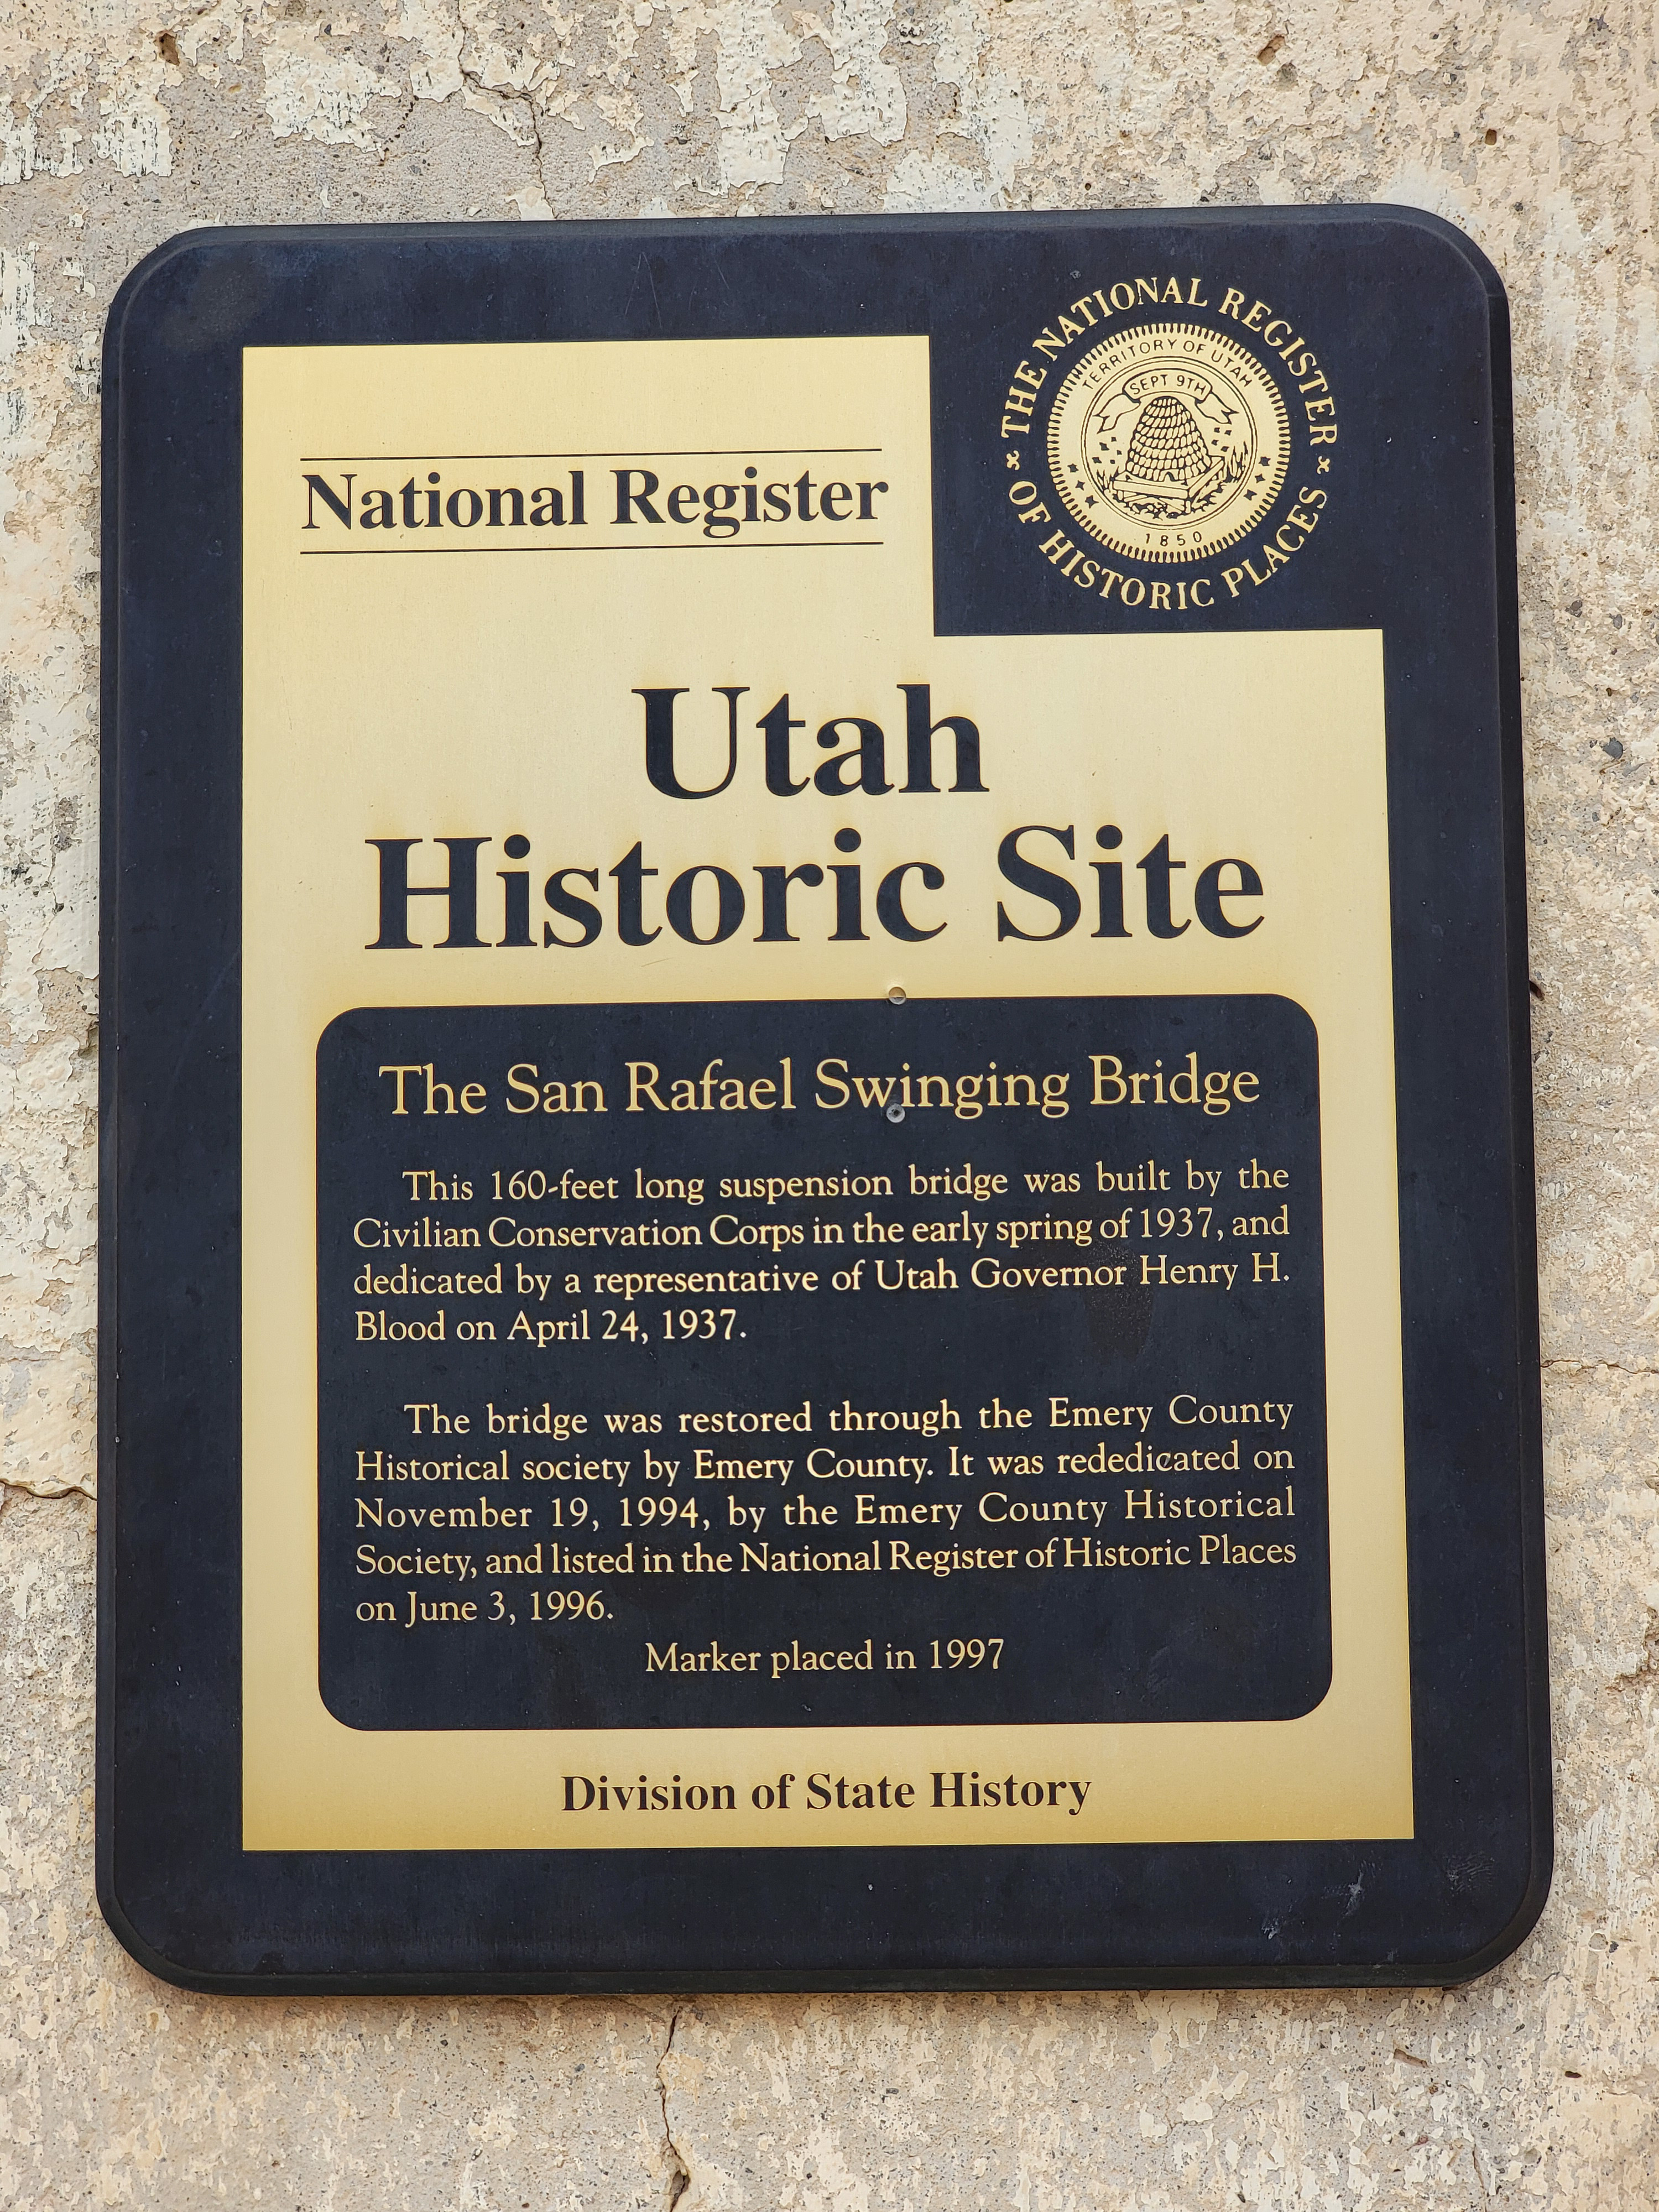 THE NATIONAL REGISTER
OF HISTORIC PLACES
TERRITORY OF UTAH
SEPT 9TH
1850
National Register
Utah
Historic Site
The San Rafael Swinging Bridge
This 160-feet long suspension bridge was built by the
Civilian Conservation Corps in the early spring of 1937, and
dedicated by a representative of Utah Governor Henry H.
Blood on April 24, 1937.
The bridge was restored through the Emery County
Historical society by Emery County. It was rededicated on
November 19, 1994, by the Emery County Historical
Society, and listed in the National Register of Historic Places
on June 3, 1996.
Marker placed in 1997
Division of State History